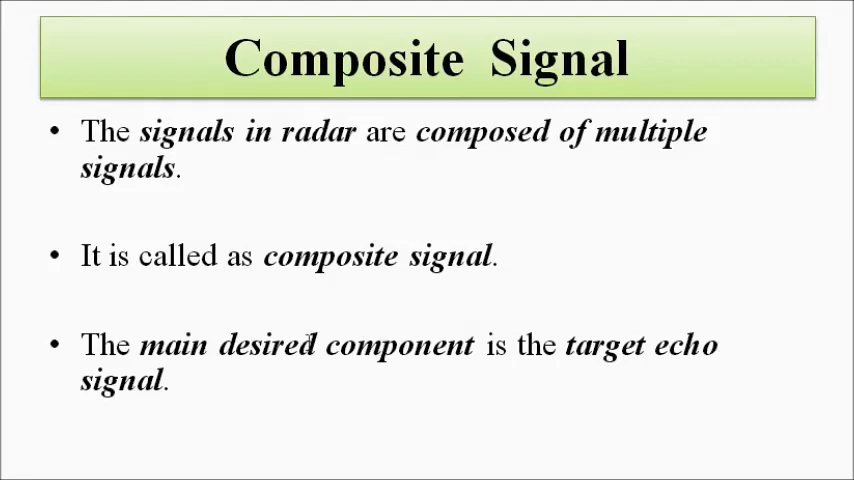 Composite Signal
• The signals in radar are composed of multiple
signals.
• It is called as composite signal.
• The main desired component is the target echo
signal.